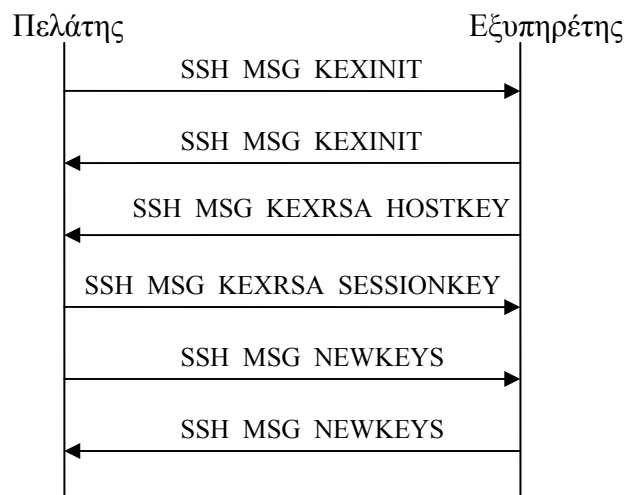 Πελάτης Εξυπηρέτης
SSH MSG KEXINIT
SSH MSG KEXINIT
SSH MSG KEXRSA HOSTKEY
SSH MSG KEXRSA SESSIONKEY
SSH MSG NEWKEYS
SSH MSG NEWKEYS